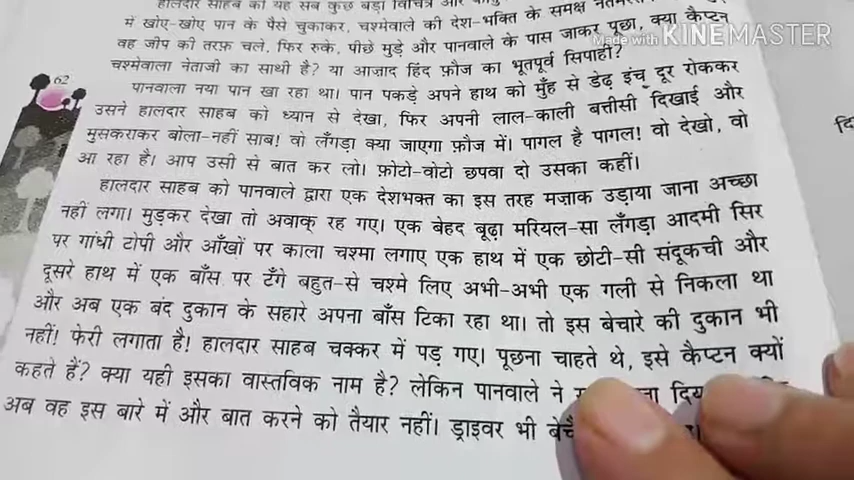 हालदार साहब को यह सब कुछ बड़ा विचित्र और
में खोए-खोए पान के पैसे चुकाकर, चश्मेवाले की देश-भक्ति के समक्ष
वह जीप की तरफ़ चले, फिर रुके, पीछे मुड़े और पानवाले के पास जाकर पूछा, क्या कैप्टन
चश्मेवाला नेताजी का साथी है? या आज़ाद हिंद फ़ौज का भूतपूर्व सिपाही?
पानवाला नया पान खा रहा था। पान पकड़े अपने हाथ को मुँह से डेढ़ इंच दूर रोककर
उसने हालदार साहब को ध्यान से देखा, फिर अपनी लाल-काली बत्तीसी दिखाई और
मुसकराकर बोला-नहीं साब! वो लँगड़ा क्या जाएगा फ़ौज में। पागल है पागल! वो देखो, वो
आ रहा है। आप उसी से बात कर लो। फ़ोटो-वोटो छपवा दो उसका कहीं।
हालदार साहब को पानवाले द्वारा एक देशभक्त का इस तरह मज़ाक उड़ाया जाना अच्छा
नहीं लगा। मुड़कर देखा तो अवाक् रह गए। एक बेहद बूढ़ा मरियल-सा लँगड़ा आदमी सिर
पर गांधी टोपी और आँखों पर काला चश्मा लगाए एक हाथ में एक छोटी-सी संदूकची और
दूसरे हाथ में एक बाँस पर टँगे बहुत-से चश्मे लिए अभी-अभी एक गली से निकला था
और अब एक बंद दुकान के सहारे अपना बाँस टिका रहा था। तो इस बेचारे की दुकान भी
नहीं! फेरी लगाता है! हालदार साहब चक्कर में पड़ गए। पूछना चाहते थे, इसे कैप्टन क्यों
कहते हैं? क्या यही इसका वास्तविक नाम है? लेकिन पानवाले ने
अब वह इस बारे में और बात करने को तैयार नहीं। ड्राइवर भी
62
Made with KINEMASTER